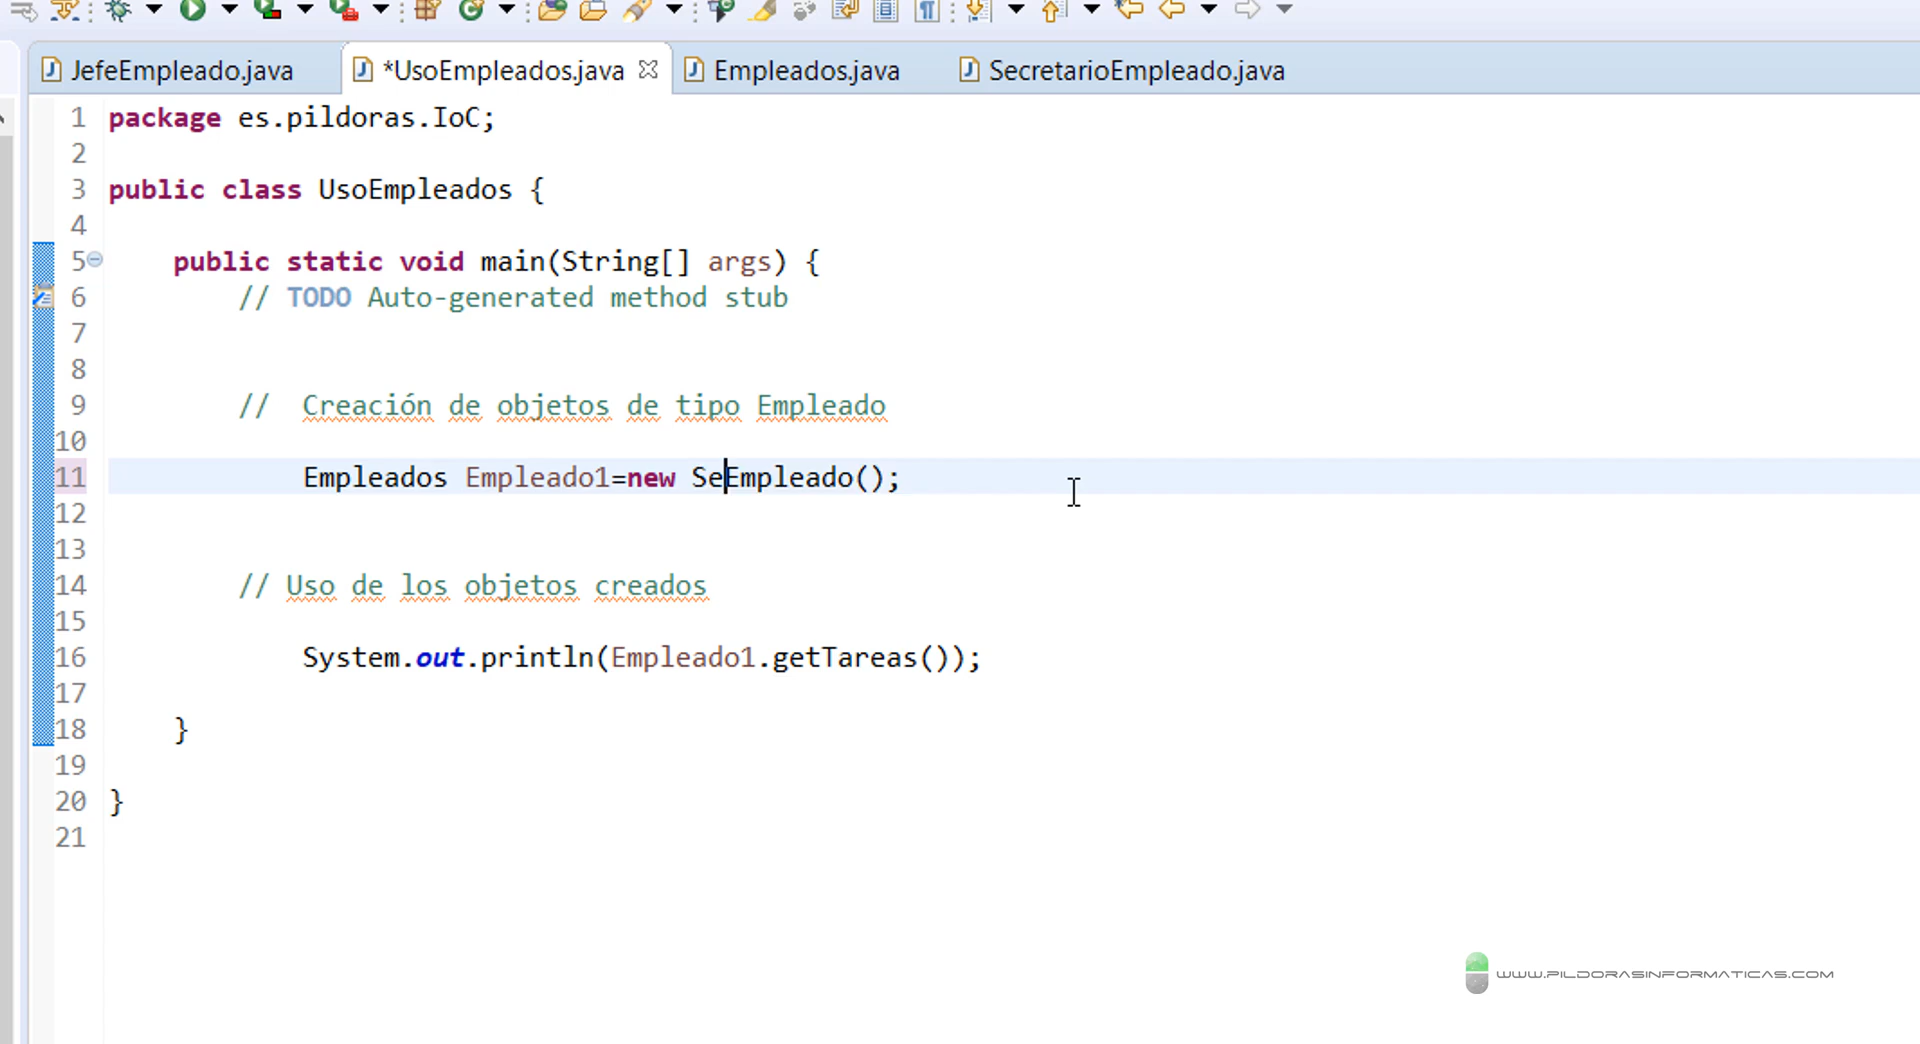 JefeEmpleado.java *UsoEmpleados.java Empleados.java SecretarioEmpleado.java
1 package es.pildoras.IoC;
2
3 public class UsoEmpleados {
4
5 public static void main(String[] args) {
6 // TODO Auto-generated method stub
7
8
9 // Creación de objetos de tipo Empleado
10
11 Empleados Empleado1=new SeEmpleado();
12
13
14 // Uso de los objetos creados
15
16 System.out.println(Empleado1.getTareas());
17
18 }
19
20 }
21
WWW.PILDORASINFORMATICAS.COM